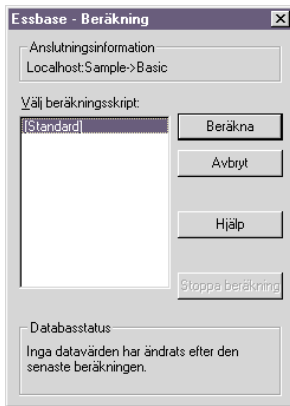 Essbase - Beräkning
Anslutningsinformation
Localhost:Sample->Basic
Välj beräkningsskript:
(Standard)
Beräkna
Avbryt
Hjälp
Stoppa beräkning
Databasstatus
Inga datavärden har ändrats efter den
senaste beräkningen.